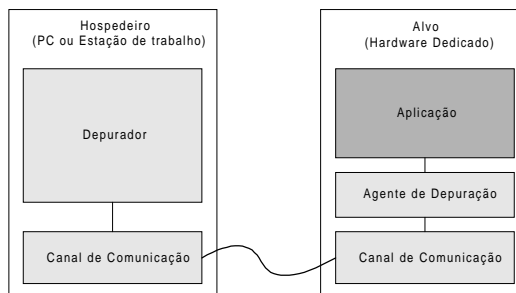 Hospedeiro
(PC ou Estação de trabalho)
Depurador
Canal de Comunicação
Alvo
(Hardware Dedicado)
Aplicação
Agente de Depuração
Canal de Comunicação